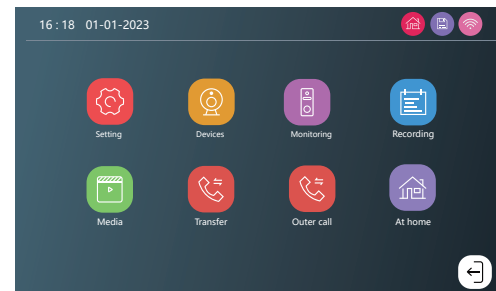 16 : 18 01-01-2023
Setting Devices Monitoring Recording
Media Transfer Outer call At home